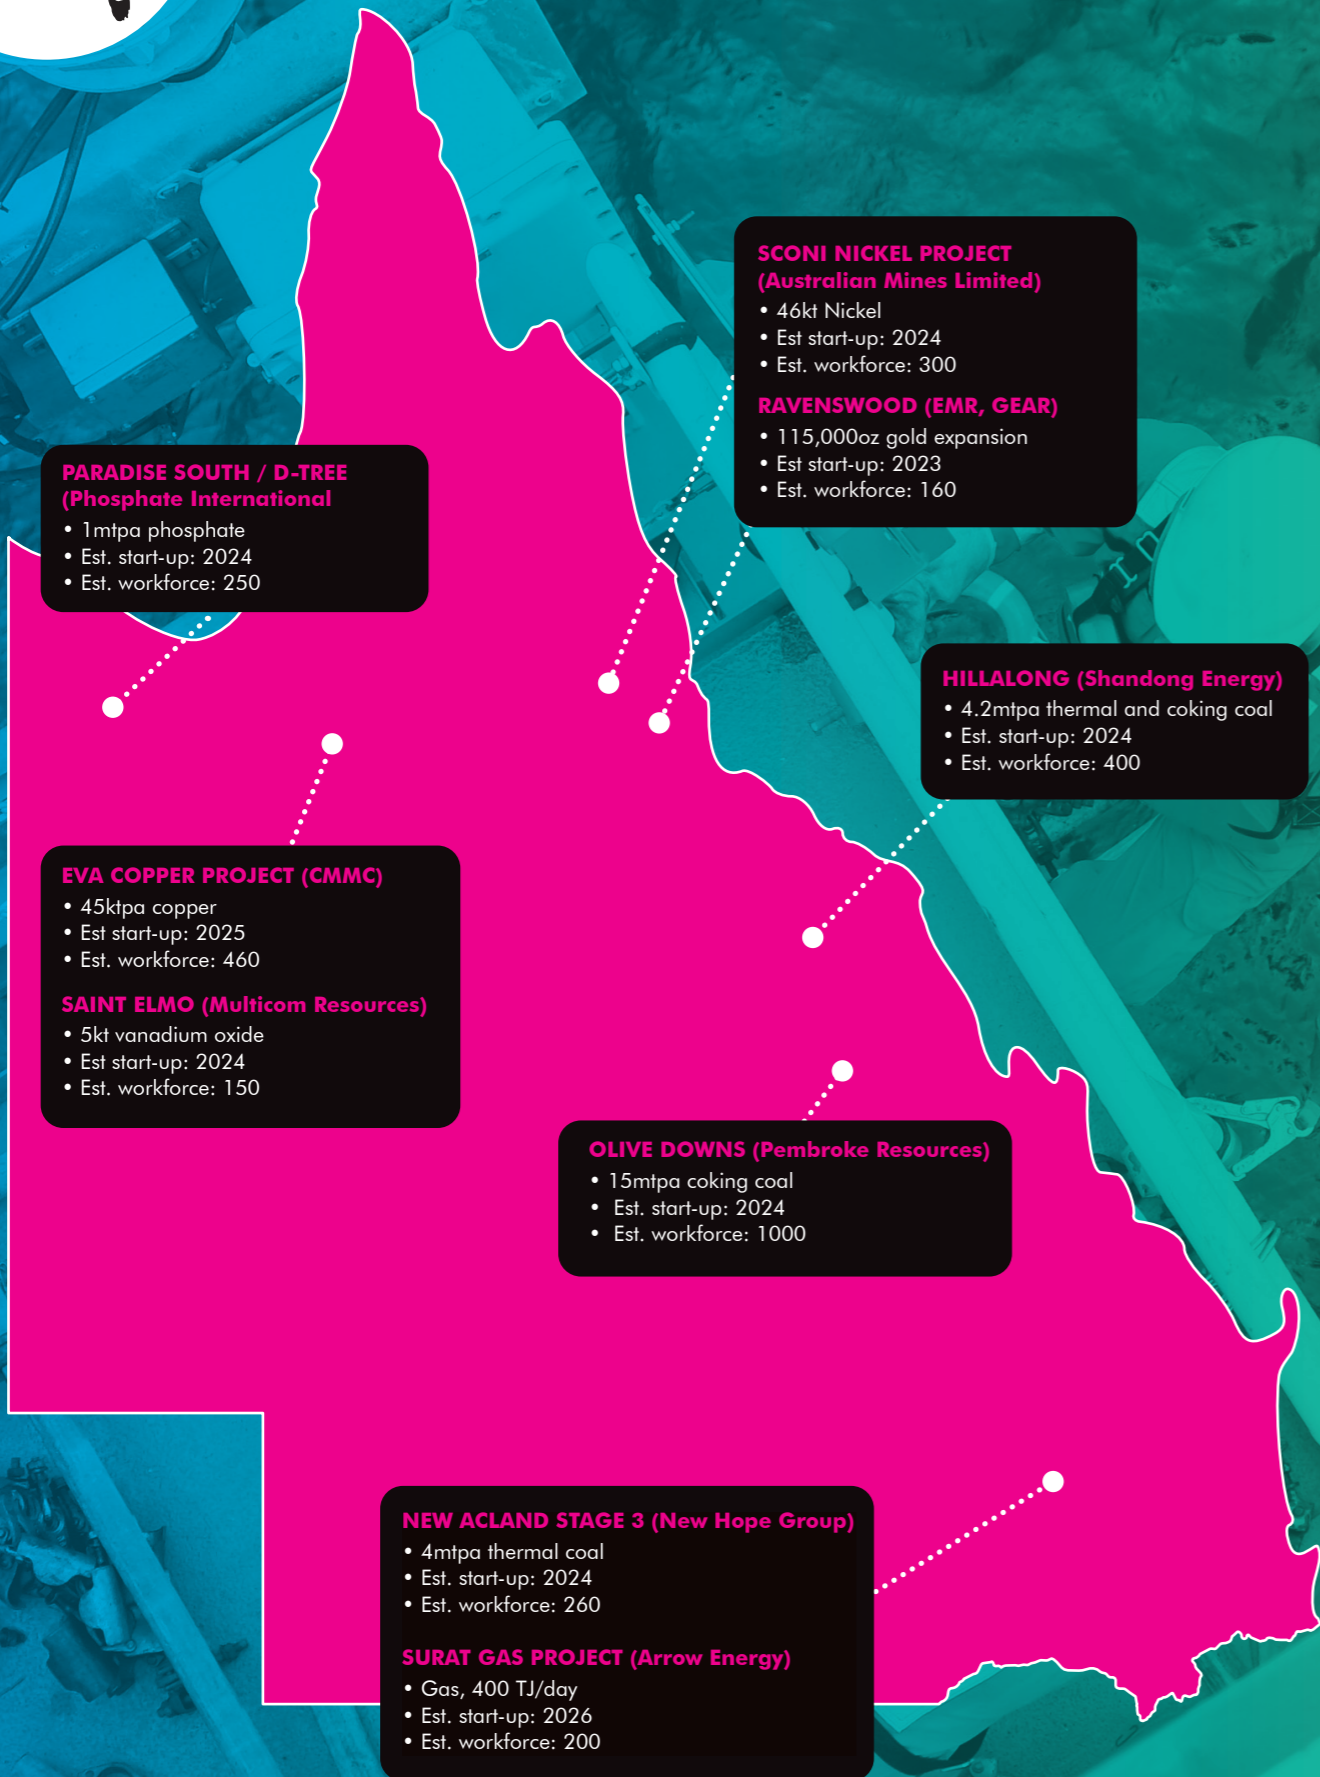 SCONI NICKEL PROJECT
(Australian Mines Limited)
• 46kt Nickel
• Est start-up: 2024
• Est. workforce: 300
RAVENSWOOD (EMR, GEAR)
• 115,000oz gold expansion
• Est start-up: 2023
• Est. workforce: 160
PARADISE SOUTH / D-TREE
(Phosphate International
• 1mtpa phosphate
• Est. start-up: 2024
• Est. workforce: 250
HILLALONG (Shandong Energy)
• 4.2mtpa thermal and coking coal
• Est. start-up: 2024
• Est. workforce: 400
EVA COPPER PROJECT (CMMC)
• 45ktpa copper
• Est start-up: 2025
• Est. workforce: 460
SAINT ELMO (Multicom Resources)
• 5kt vanadium oxide
• Est start-up: 2024
• Est. workforce: 150
OLIVE DOWNS (Pembroke Resources)
• 15mtpa coking coal
• Est. start-up: 2024
• Est. workforce: 1000
NEW ACLAND STAGE 3 (New Hope Group)
• 4mtpa thermal coal
• Est. start-up: 2024
• Est. workforce: 260
SURAT GAS PROJECT (Arrow Energy)
• Gas, 400 TJ/day
• Est. start-up: 2026
• Est. workforce: 200